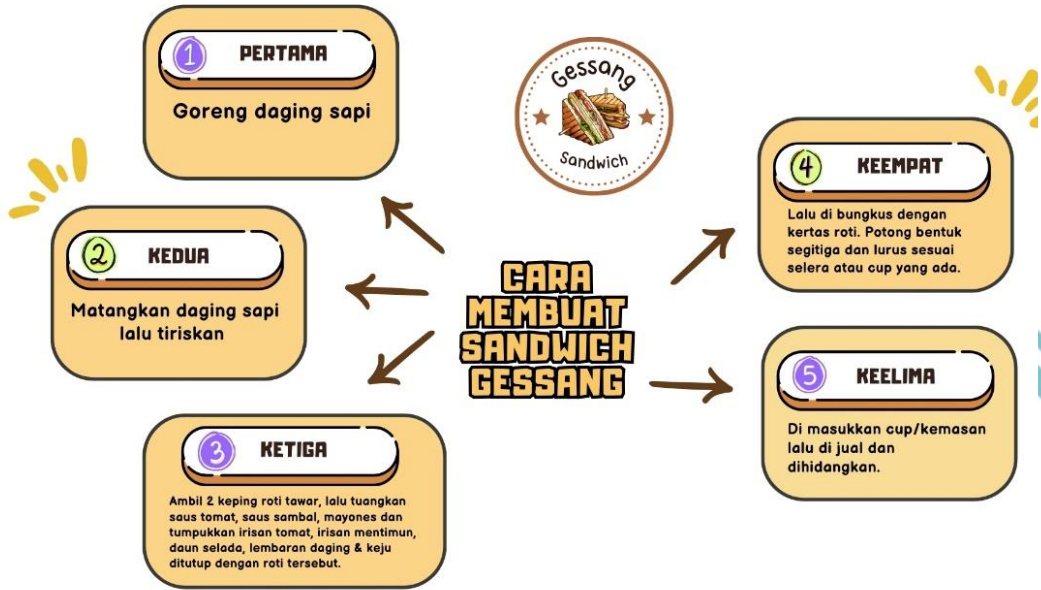 1 PERTAMA
Goreng daging sapi
Gessang
Sandwich
2 KEDUA
Matangkan daging sapi
lalu tiriskan
3 KETIGA
Ambil 2 keping roti tawar, lalu tuangkan
saus tomat, saus sambal, mayones dan
tumpukkan irisan tomat, irisan mentimun,
daun selada, lembaran daging & keju
ditutup dengan roti tersebut.
CARA
MEMBUAT
SANDWICH
GESSANG
4 KEEMPAT
Lalu di bungkus dengan
kertas roti. Potong bentuk
segitiga dan lurus sesuai
selera atau cup yang ada.
5 KEELIMA
Di masukkan cup/kemasan
lalu di jual dan
dihidangkan.